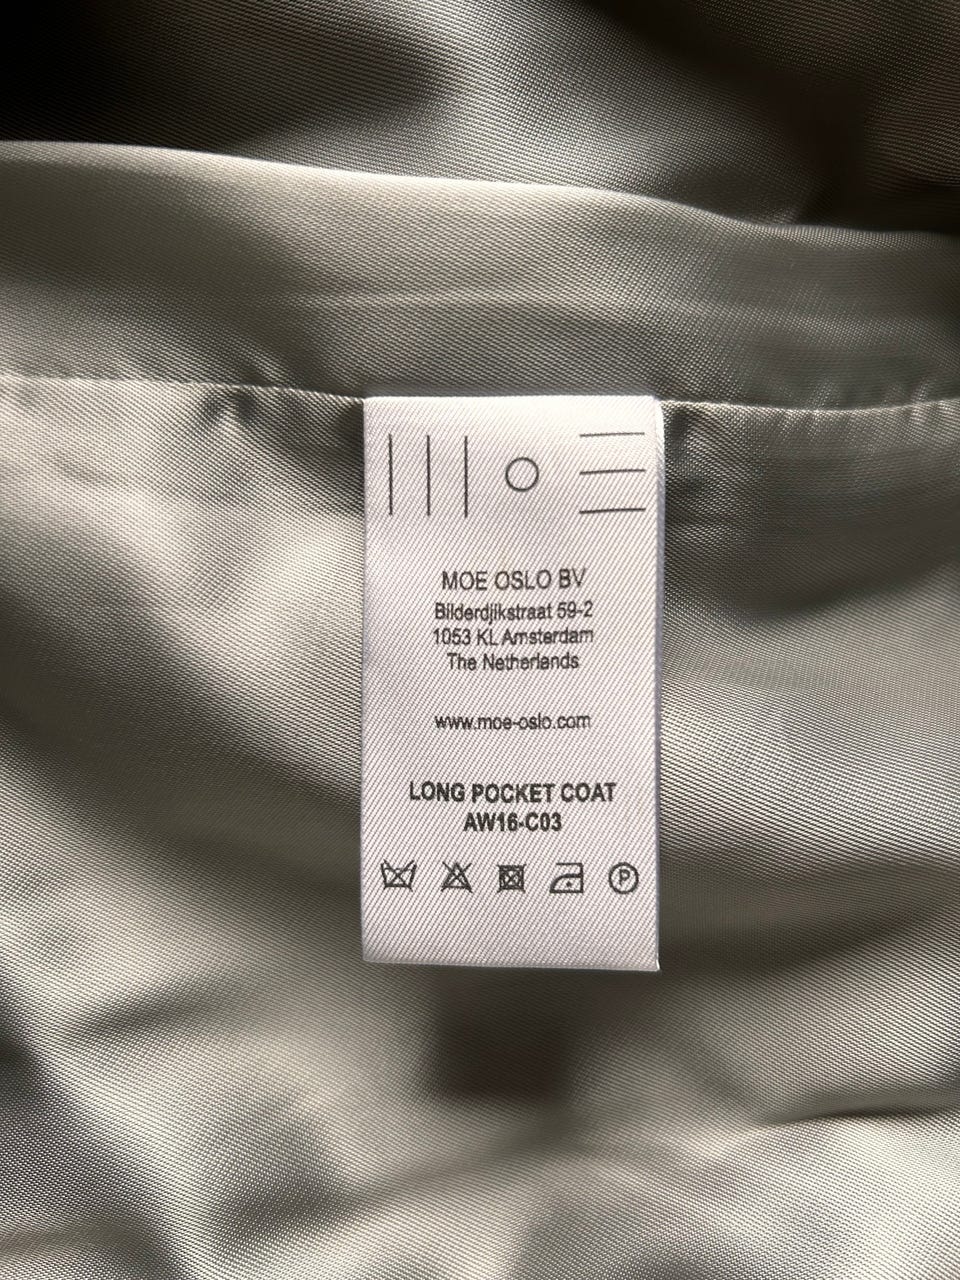 MOE OSLO BV
Bilderdjikstraat 59-2
1053 KL Amsterdam
The Netherlands
www.moe-oslo.com
LONG POCKET COAT
AW16-C03
P